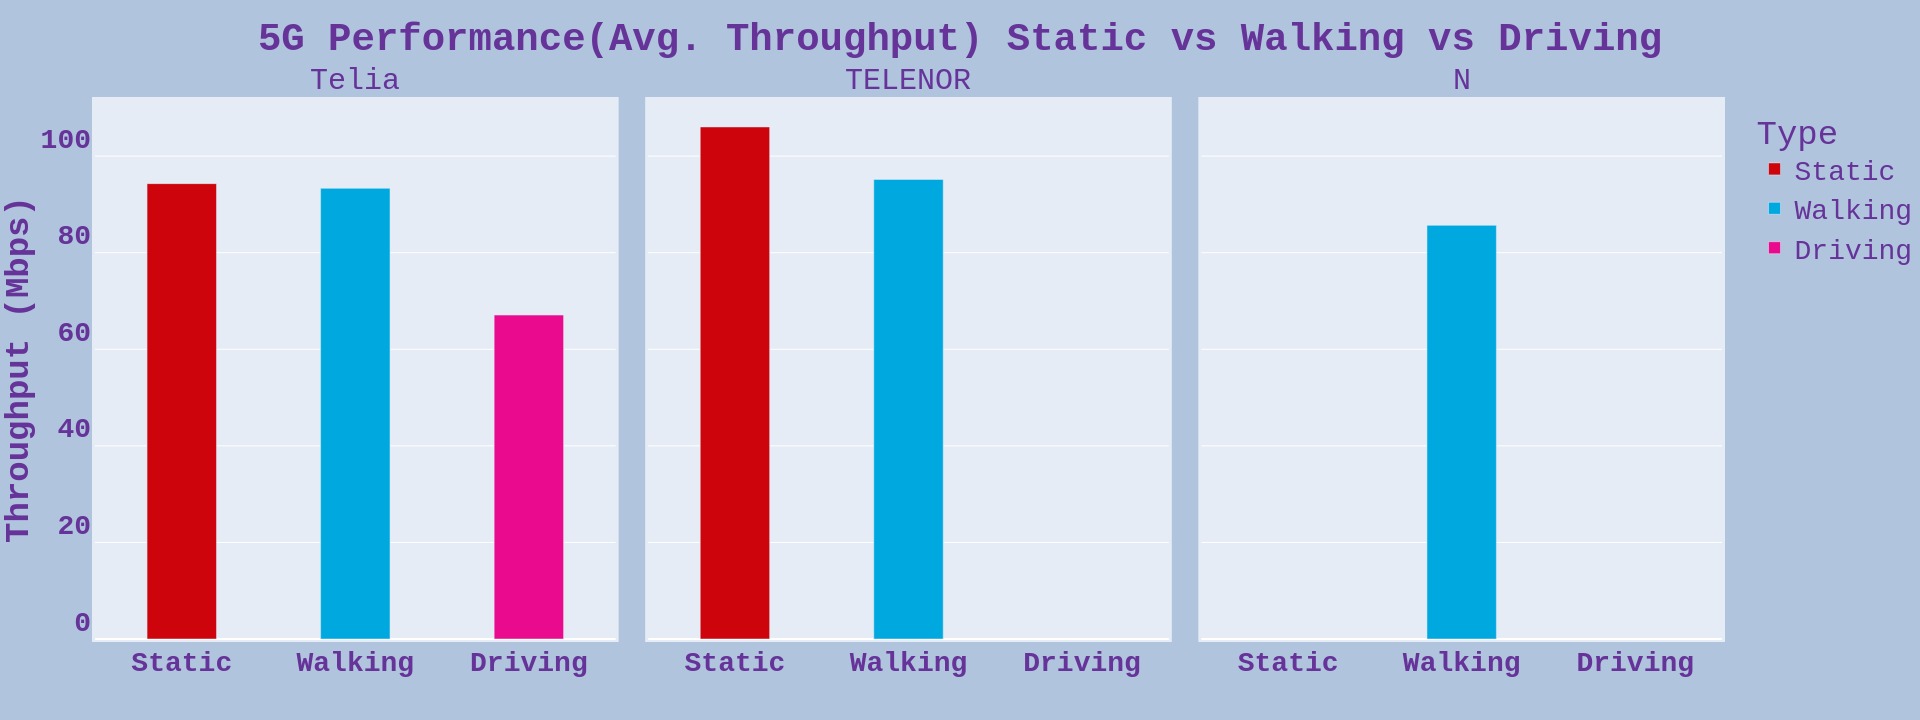 5G Performance(Avg. Throughput) Static vs Walking vs Driving
Telia
TELENOR
N
Throughput (Mbps)
100
80
60
40
20
0
Static Walking Driving
Static Walking Driving
Static Walking Driving
Type
Static
Walking
Driving